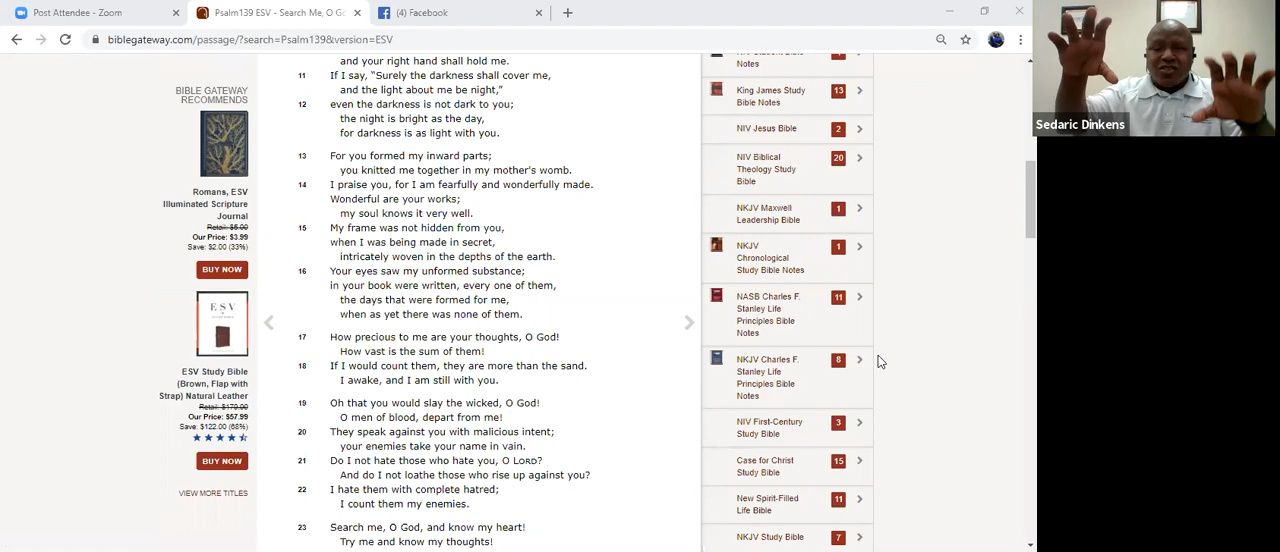 Post Attendee - Zoom
Psalm139 ESV - Search Me, O Go
(4) Facebook
biblegateway.com/passage/?search=Psalm139&version=ESV
Sedaric Dinkens
BIBLE GATEWAY
RECOMMENDS
Romans, ESV
Illuminated Scripture
Journal
Retail: $5.00
Our Price: $3.99
Save: $2.00 (33%)
BUY NOW
ESV
ESV Study Bible
(Brown, Flap with
Strap) Natural Leather
Retail: $179.99
Our Price: $57.99
Save: $122.00 (68%)
BUY NOW
VIEW MORE TITLES
and your right hand shall hold me.
11 If I say, “Surely the darkness shall cover me,
and the light about me be night,”
12 even the darkness is not dark to you;
the night is bright as the day,
for darkness is as light with you.
13 For you formed my inward parts;
you knitted me together in my mother's womb.
14 I praise you, for I am fearfully and wonderfully made.
Wonderful are your works;
my soul knows it very well.
15 My frame was not hidden from you,
when I was being made in secret,
intricately woven in the depths of the earth.
16 Your eyes saw my unformed substance;
in your book were written, every one of them,
the days that were formed for me,
when as yet there was none of them.
17 How precious to me are your thoughts, O God!
How vast is the sum of them!
18 If I would count them, they are more than the sand.
I awake, and I am still with you.
19 Oh that you would slay the wicked, O God!
O men of blood, depart from me!
20 They speak against you with malicious intent;
your enemies take your name in vain.
21 Do I not hate those who hate you, O LORD?
And do I not loathe those who rise up against you?
22 I hate them with complete hatred;
I count them my enemies.
23 Search me, O God, and know my heart!
Try me and know my thoughts!
NIV Student Bible
Notes
King James Study 13
Bible Notes
NIV Jesus Bible 2
NIV Biblical 20
Theology Study
Bible
NKJV Maxwell 1
Leadership Bible
NKJV 1
Chronological
Study Bible Notes
NASB Charles F. 11
Stanley Life
Principles Bible
Notes
NKJV Charles F. 8
Stanley Life
Principles Bible
Notes
NIV First-Century 3
Study Bible
Case for Christ 15
Study Bible
New Spirit-Filled 11
Life Bible
NKJV Study Bible 7